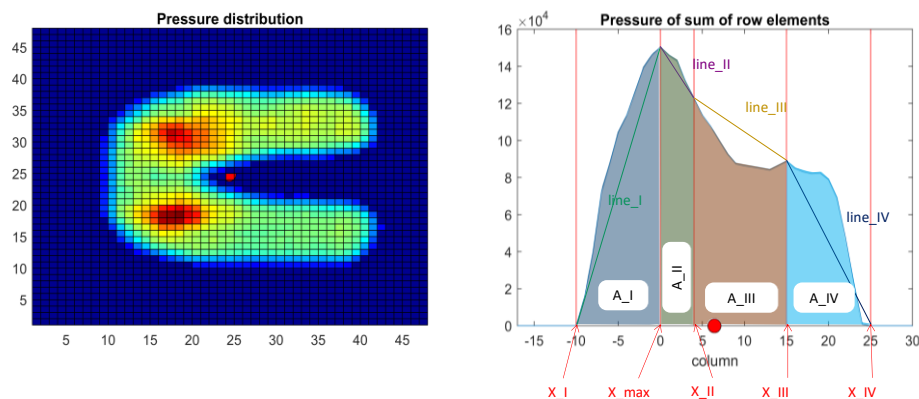 Pressure distribution
45
40
35
30
25
20
15
10
5
5 10 15 20 25 30 35 40 45
Pressure of sum of row elements
×10⁴
16
14
12
10
8
6
4
2
0
line_II
line_III
line_I
line_IV
A_I
A_II
A_III
A_IV
-15 -10 -5 0 5 10 15 20 25 30
column
X_I X_max X_II X_III X_IV